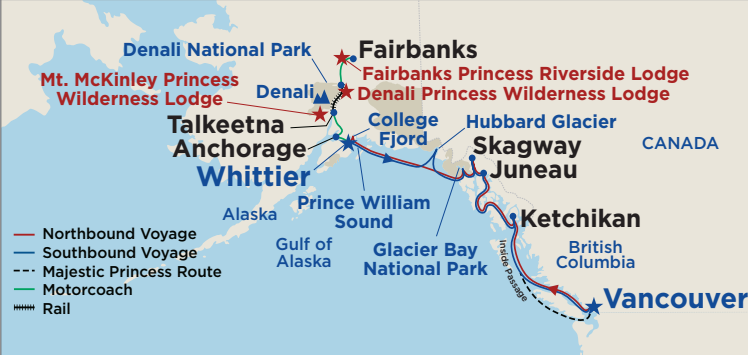 Denali National Park
Fairbanks
Fairbanks Princess Riverside Lodge
Mt. McKinley Princess
Wilderness Lodge
Denali
Denali Princess Wilderness Lodge
Talkeetna
Anchorage
College
Fjord
Hubbard Glacier
Whittier
Skagway
CANADA
Juneau
Prince William
Sound
Alaska
Ketchikan
Gulf of
Alaska
Glacier Bay
National Park
British
Columbia
Inside Passage
Vancouver
Northbound Voyage
Southbound Voyage
Majestic Princess Route
Motorcoach
Rail